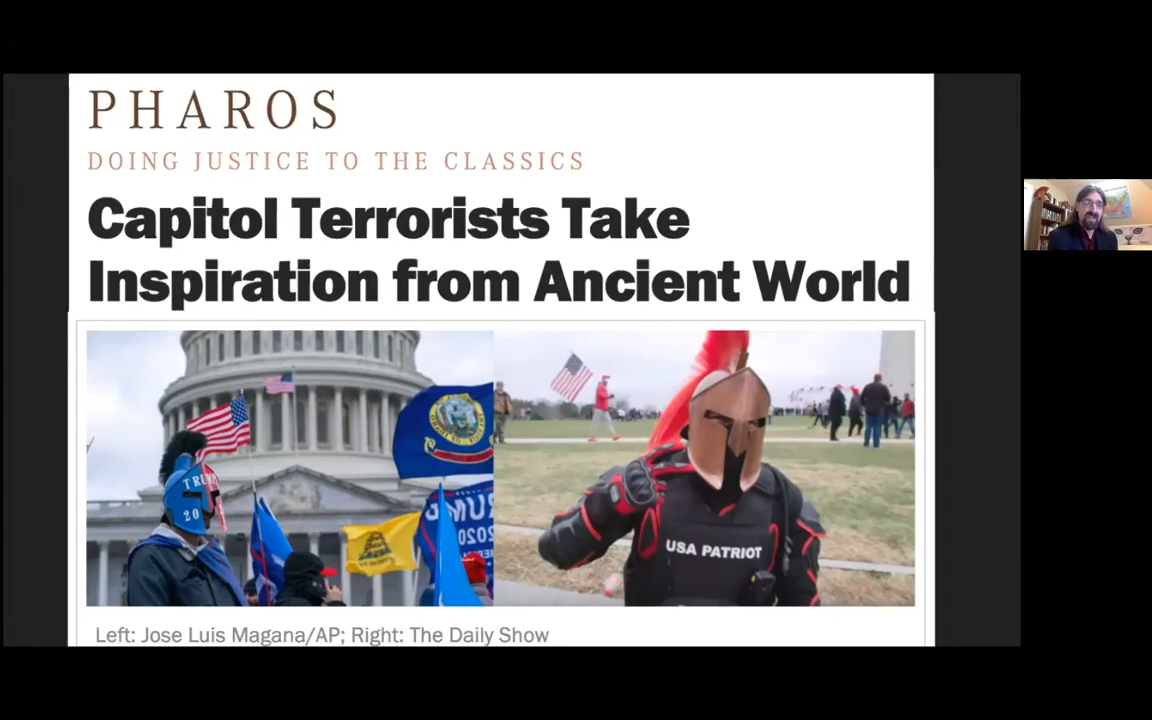 PHAROS
DOING JUSTICE TO THE CLASSICS
Capitol Terrorists Take
Inspiration from Ancient World
TRUMP
20
USA PATRIOT
Left: Jose Luis Magana/AP; Right: The Daily Show